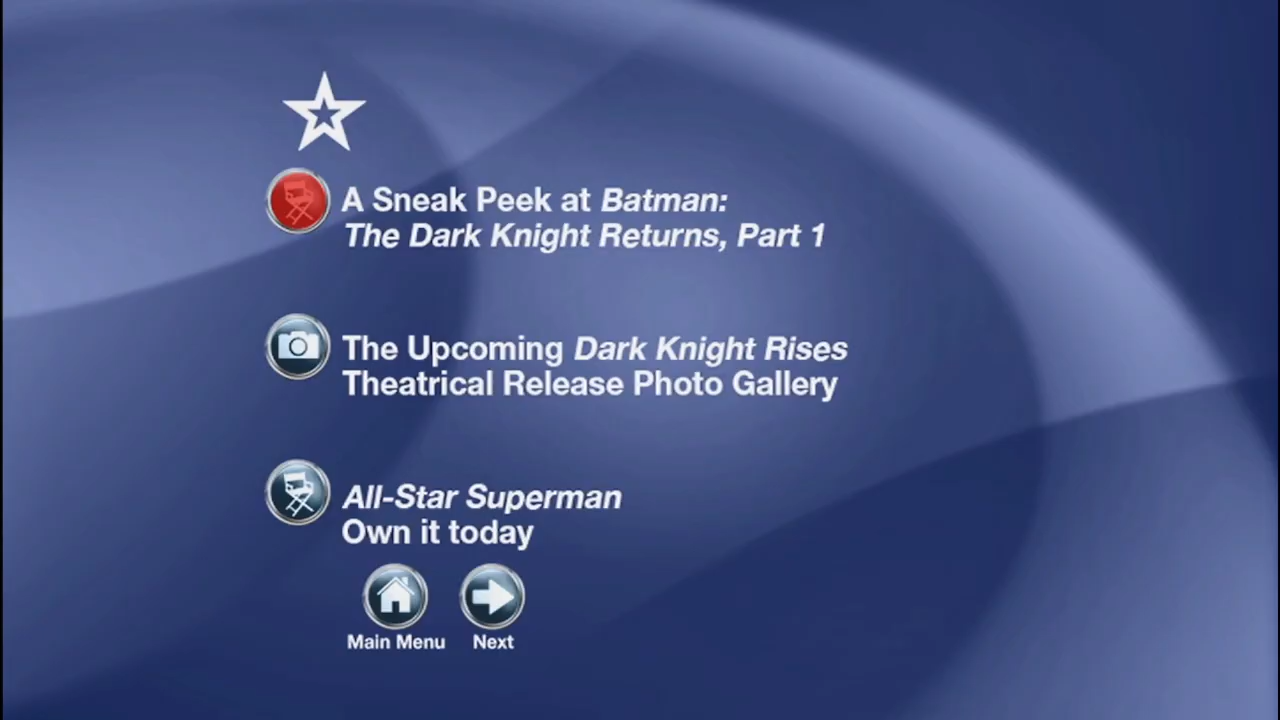 A Sneak Peek at Batman:
The Dark Knight Returns, Part 1
The Upcoming Dark Knight Rises
Theatrical Release Photo Gallery
All-Star Superman
Own it today
Main Menu Next